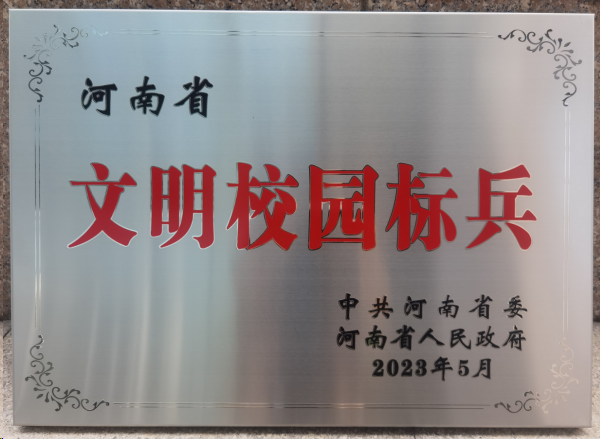 河南省
文明校园标兵
中共河南省委
河南省人民政府
2023年5月